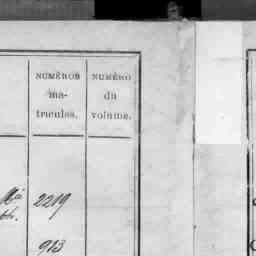 NUMÉROS
ma-
tricules.
NUMÉRO
du
volume.
2219
913